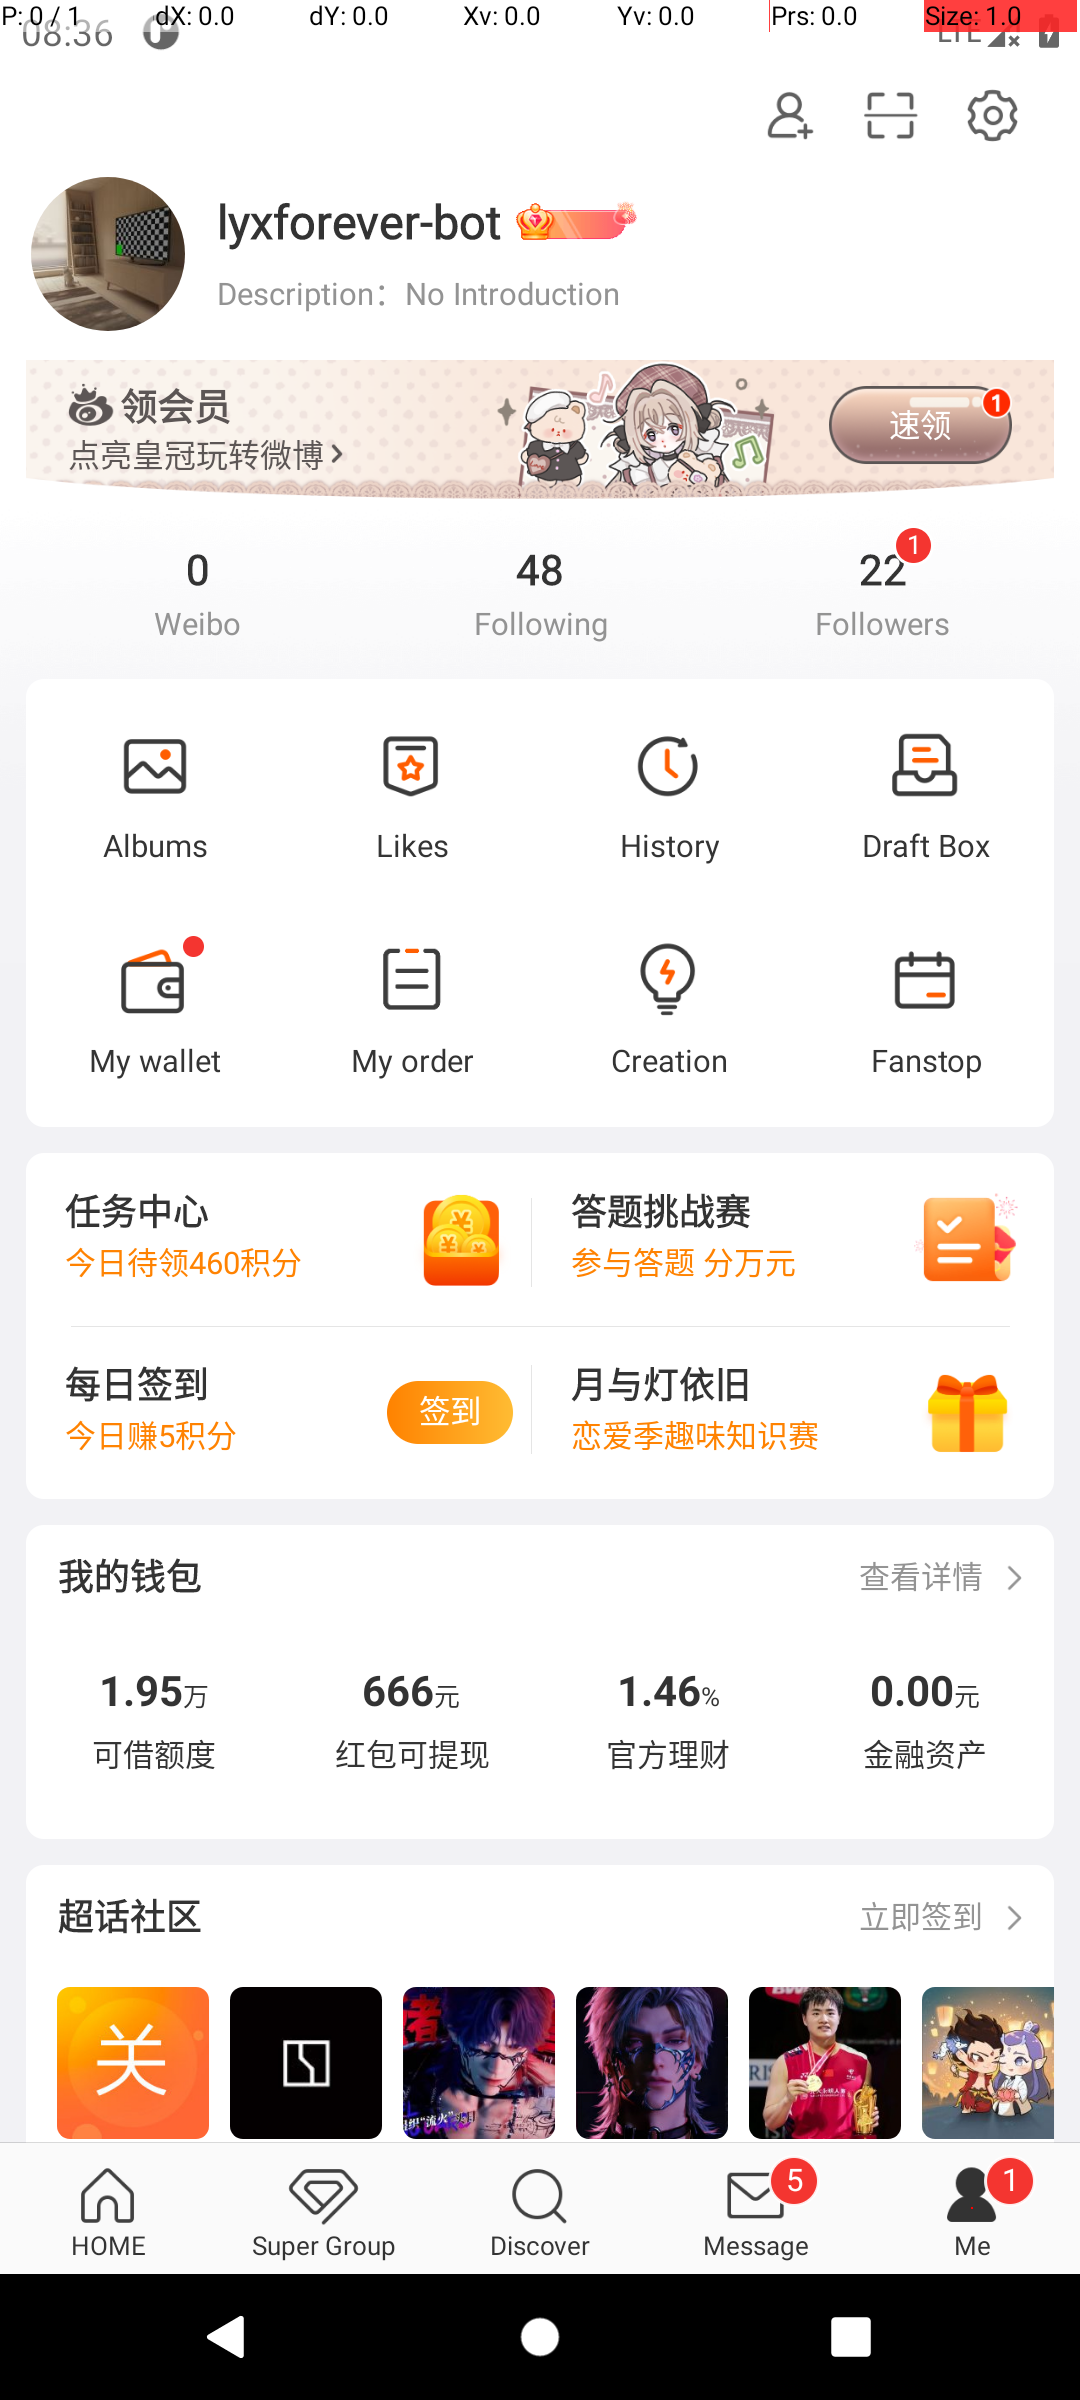 P: 0 / 1 dX: 0.0 dY: 0.0 Xv: 0.0 Yv: 0.0 Prs: 0.0 Size: 1.0
08:36 LTE
lyxforever-bot
Description： No Introduction
领会员
点亮皇冠玩转微博
速领
1
0 48 22 1
Weibo Following Followers
Albums Likes History Draft Box
My wallet My order Creation Fanstop
任务中心
今日待领460积分
答题挑战赛
参与答题 分万元
每日签到
今日赚5积分
签到
月与灯依旧
恋爱季趣味知识赛
我的钱包 查看详情
1.95万 666元 1.46% 0.00元
可借额度 红包可提现 官方理财 金融资产
超话社区 立即签到
关
5 1
HOME Super Group Discover Message Me